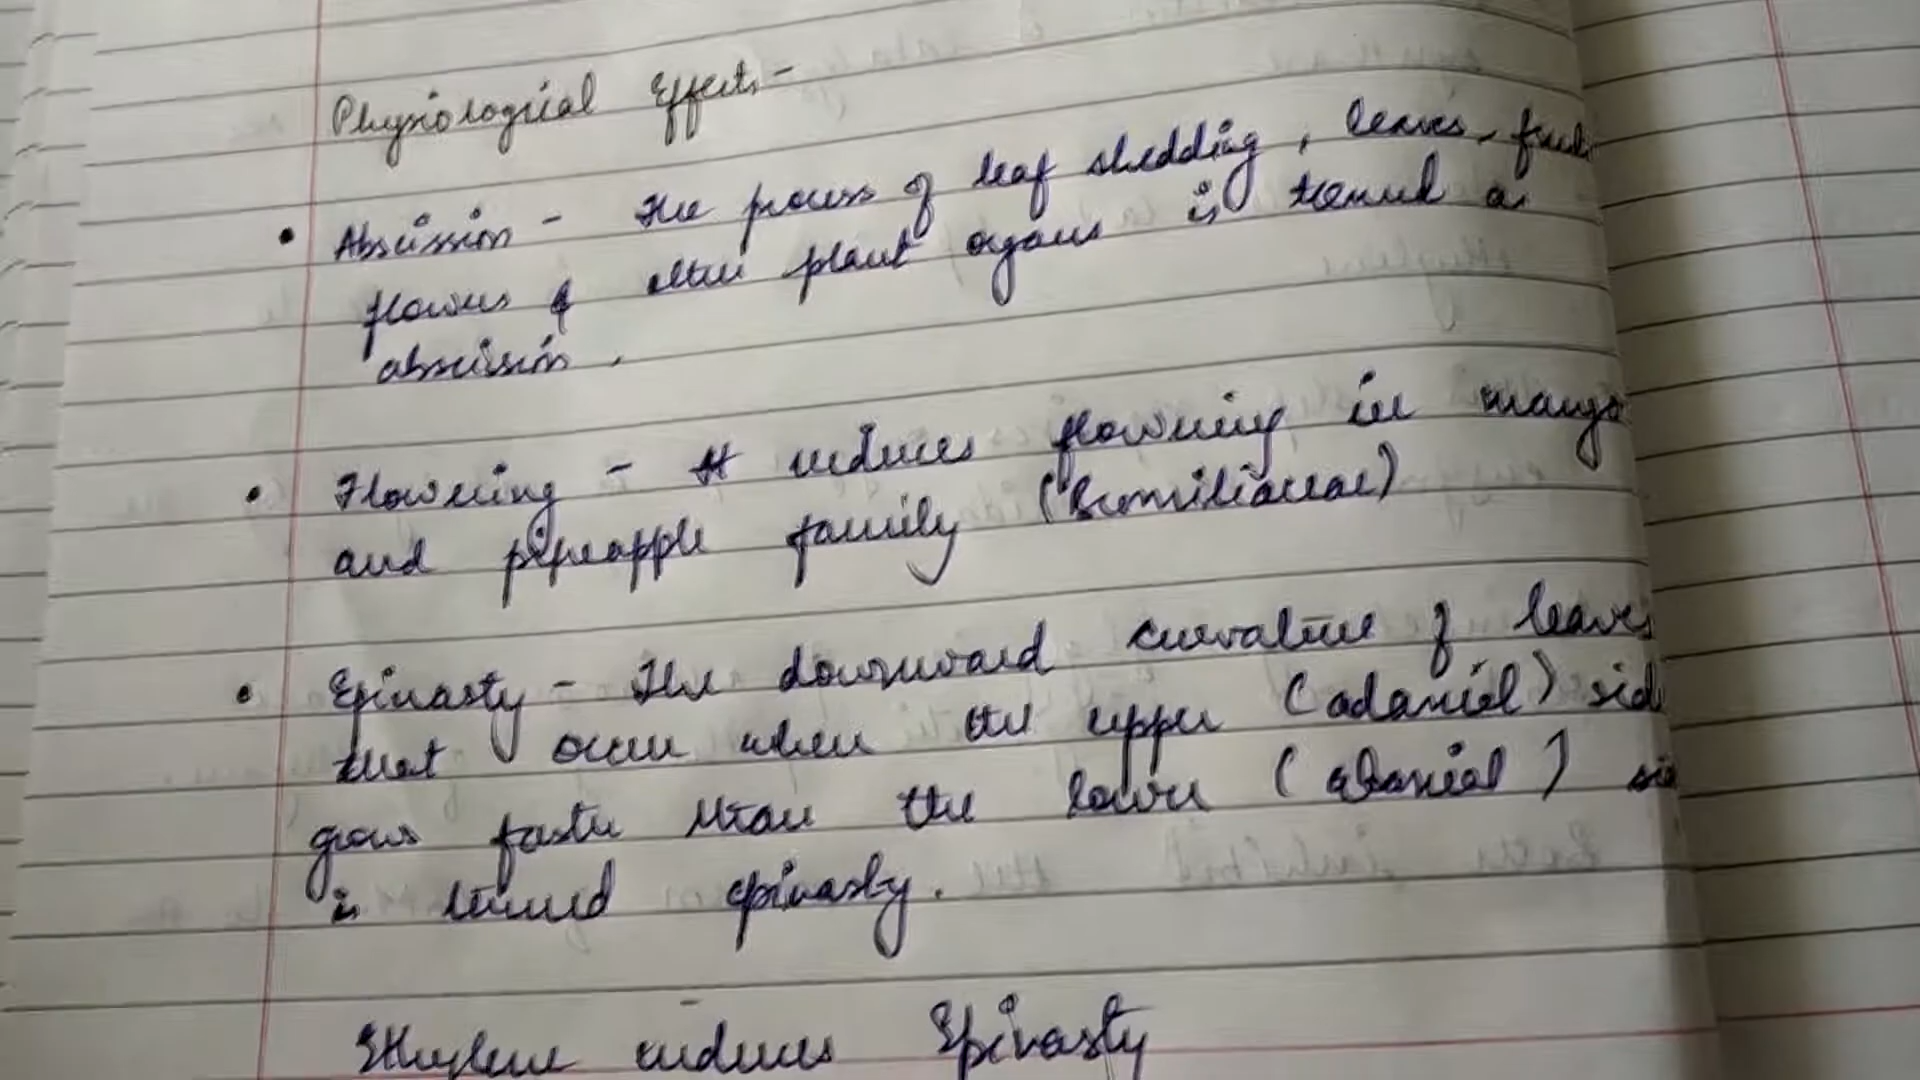 Physiological Effects -
• Abscission - The process of leaf shedding, leaves, fruit
flowers & other plant organs is termed as
abscission.
• Flowering - It induces flowering in mango
and pineapple family (Bromiliaceae)
• Epinasty - The downward curvature of leaves
that occur when the upper (adaxial) side
grows faster than the lower (abaxial) sid
is termed epinasty.
Ethylene induces Epinasty